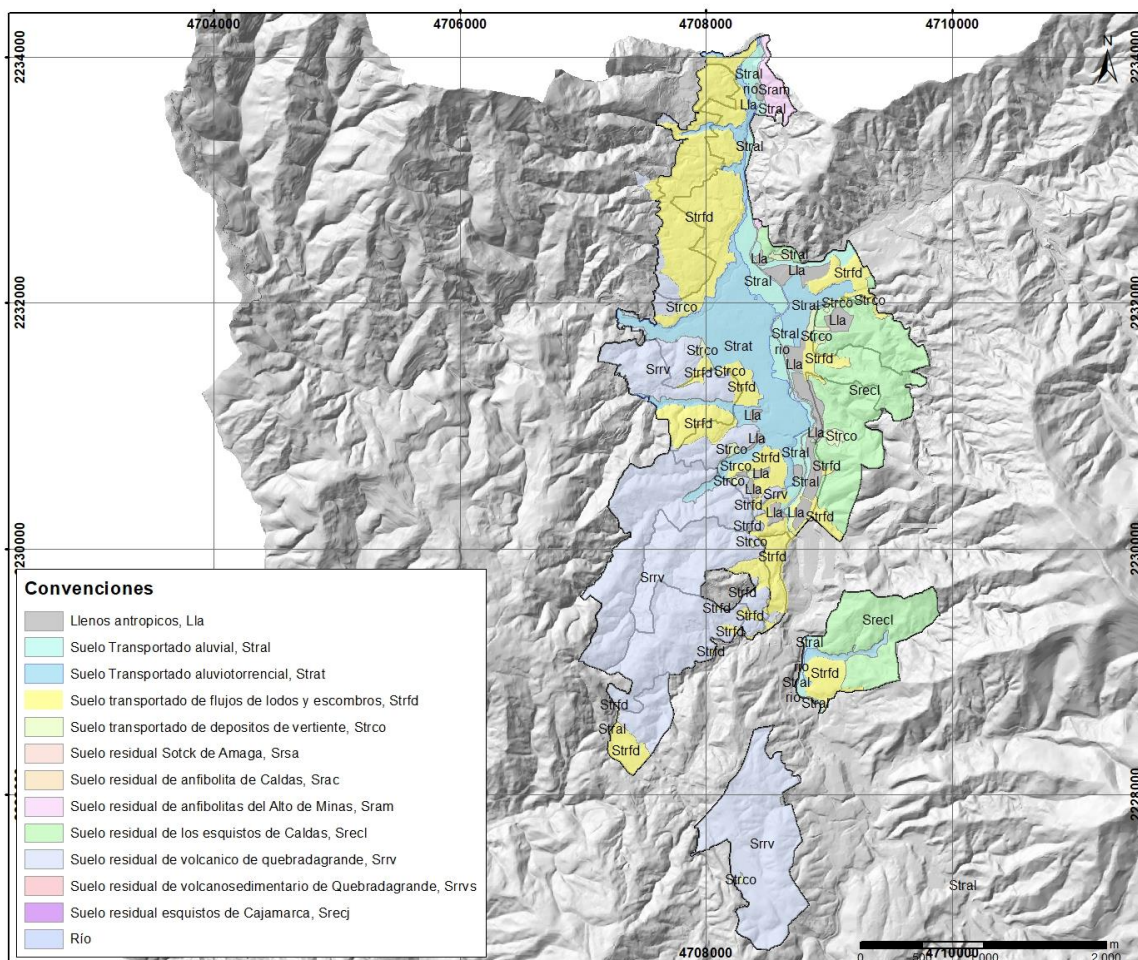 4704000 4706000 4708000 4710000
2234000 2234000
N
Stral
rio Sram
Lla Stral
Stral
Strfd
Lla Stral
Lla Strfd
Stral
Strco Stral Strco Strco
2232000
Lla
Stral Strco
Strco Strat rio Strfd
Srrv Strfd Strco Lla
Strfd Srecl
Strfd Lla
Lla Lla Strco
Strco Stral
Strco Strfd Strfd
Strco Lla Stral
Lla Srrv
Strfd Lla Lla Strfd
Strfd
Strco
2230000
Strfd
Srrv
Strfd
Strfd
Strfd Srecl
Strfd
Strfd Stral
rio Strfd
Stral
rio Stral
Strfd
Stral
Strfd
2228000
Srrv
Strco
Stral
Convenciones
Llenos antropicos, Lla
Suelo Transportado aluvial, Stral
Suelo Transportado aluviotorrencial, Strat
Suelo transportado de flujos de lodos y escombros, Strfd
Suelo transportado de depositos de vertiente, Strco
Suelo residual Sotck de Amaga, Srsa
Suelo residual de anfibolita de Caldas, Srac
Suelo residual de anfibolitas del Alto de Minas, Sram
Suelo residual de los esquistos de Caldas, Srecl
Suelo residual de volcanico de quebradagrande, Srrv
Suelo residual de volcanosedimentario de Quebradagrande, Srrvs
Suelo residual esquistos de Cajamarca, Srecj
Río
m
4708000 4710000
0 500 2.000